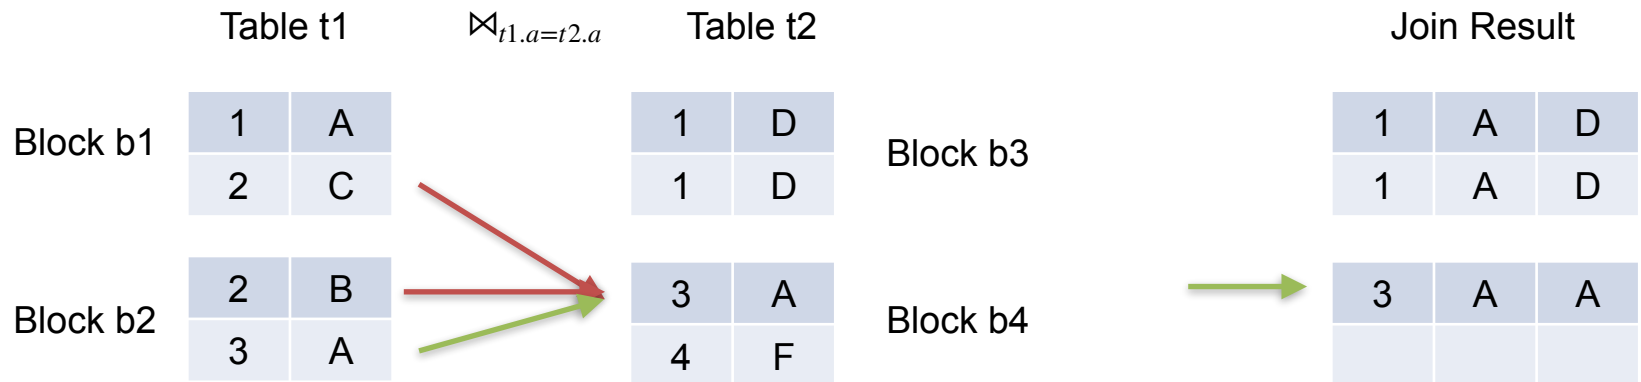 Table t1 ⋈t1.a=t2.a Table t2 Join Result
Block b1
1 A
2 C
1 D
1 D
Block b3
1 A D
1 A D
Block b2
2 B
3 A
3 A
4 F
Block b4
3 A A